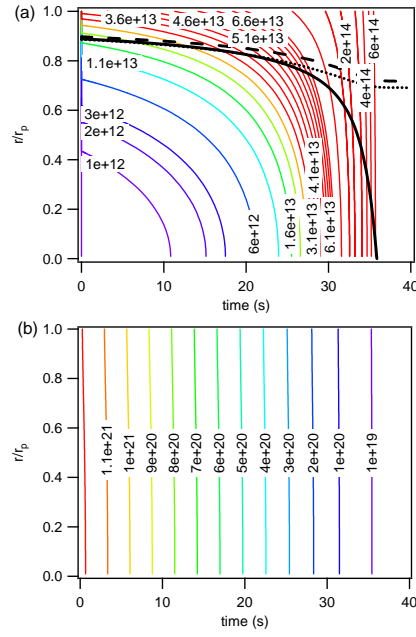 (a)
1.0
0.8
0.6
0.4
0.2
0.0
r/rp
3.6e+13
4.6e+13
6.6e+13
5.1e+13
1.1e+13
3e+12
2e+12
1e+12
6e+12
1.6e+13
3.1e+13
4.1e+13
6.1e+13
2e+14
4e+14
6e+14
0 10 20 30 40
time (s)
(b)
1.0
0.8
0.6
0.4
0.2
0.0
r/rp
1.1e+21
1e+21
9e+20
8e+20
7e+20
6e+20
5e+20
4e+20
3e+20
2e+20
1e+20
1e+19
0 10 20 30 40
time (s)